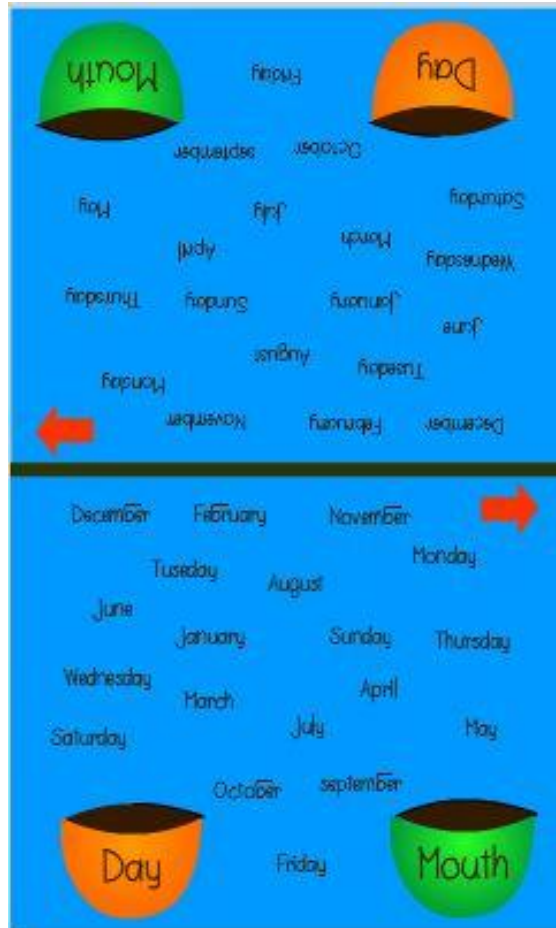 Mouth Day
Friday
september October
Saturday
May July
March
April
Wednesday
Thursday Sunday January
June
August
Tuseday
Monday
November February December
December February November
Monday
Tuseday
August
June
January Sunday Thursday
Wednesday
April
March
July May
Saturday
October september
Day Friday Mouth